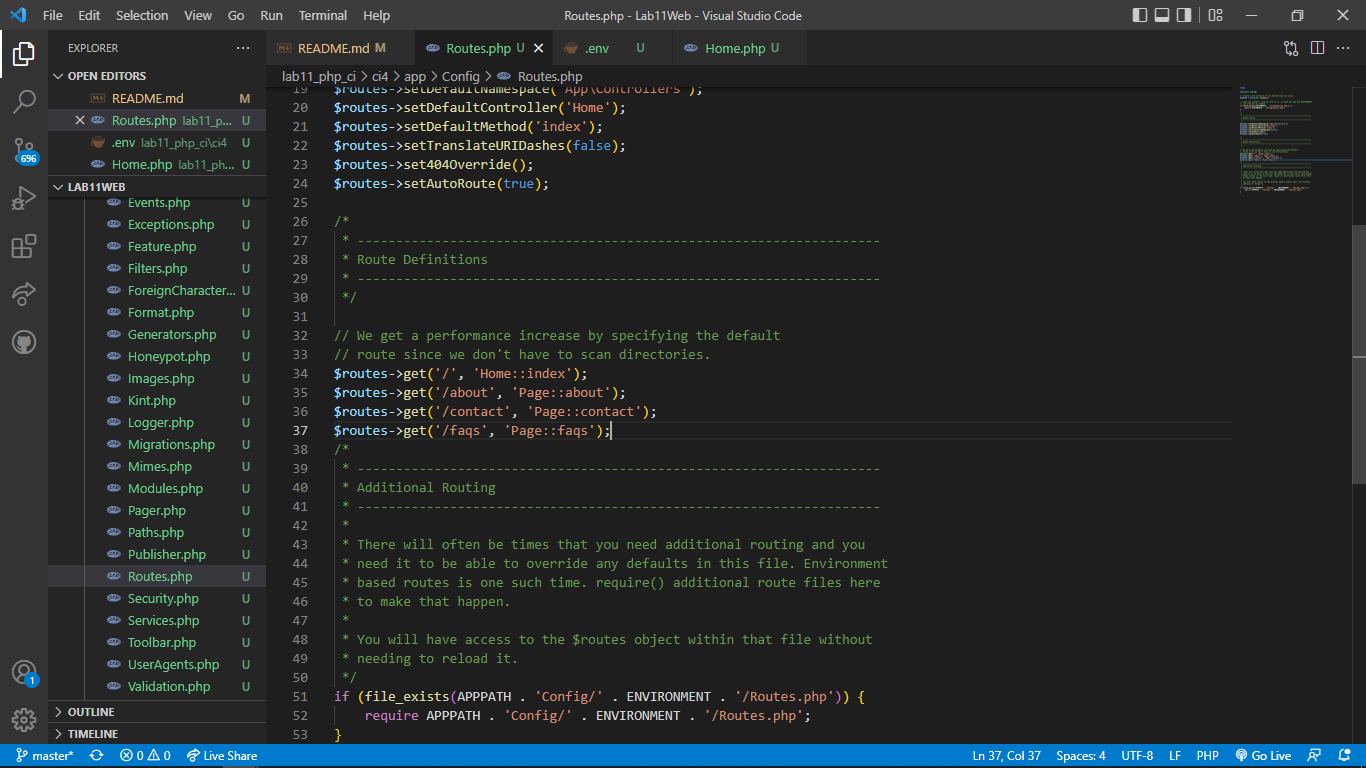 File Edit Selection View Go Run Terminal Help Routes.php - Lab11Web - Visual Studio Code
EXPLORER
README.md M Routes.php U .env U Home.php U
OPEN EDITORS
README.md M
Routes.php lab11_p... U
.env lab11_php_ci\ci4 U
Home.php lab11_ph... U
LAB11WEB
Events.php U
Exceptions.php U
Feature.php U
Filters.php U
ForeignCharacter... U
Format.php U
Generators.php U
Honeypot.php U
Images.php U
Kint.php U
Logger.php U
Migrations.php U
Mimes.php U
Modules.php U
Pager.php U
Paths.php U
Publisher.php U
Routes.php U
Security.php U
Services.php U
Toolbar.php U
UserAgents.php U
Validation.php U
OUTLINE
TIMELINE
696
1
lab11_php_ci > ci4 > app > Config > Routes.php
19 $routes->setDefaultNamespace('App\Controllers');
20 $routes->setDefaultController('Home');
21 $routes->setDefaultMethod('index');
22 $routes->setTranslateURIDashes(false);
23 $routes->set404Override();
24 $routes->setAutoRoute(true);
25
26 /*
27 * --------------------------------------------------------------------
28 * Route Definitions
29 * --------------------------------------------------------------------
30 */
31
32 // We get a performance increase by specifying the default
33 // route since we don't have to scan directories.
34 $routes->get('/', 'Home::index');
35 $routes->get('/about', 'Page::about');
36 $routes->get('/contact', 'Page::contact');
37 $routes->get('/faqs', 'Page::faqs');
38 /*
39 * --------------------------------------------------------------------
40 * Additional Routing
41 * --------------------------------------------------------------------
42 *
43 * There will often be times that you need additional routing and you
44 * need it to be able to override any defaults in this file. Environment
45 * based routes is one such time. require() additional route files here
46 * to make that happen.
47 *
48 * You will have access to the $routes object within that file without
49 * needing to reload it.
50 */
51 if (file_exists(APPPATH . 'Config/' . ENVIRONMENT . '/Routes.php')) {
52 require APPPATH . 'Config/' . ENVIRONMENT . '/Routes.php';
53 }
master* 0 0 Live Share Ln 37, Col 37 Spaces: 4 UTF-8 LF PHP Go Live